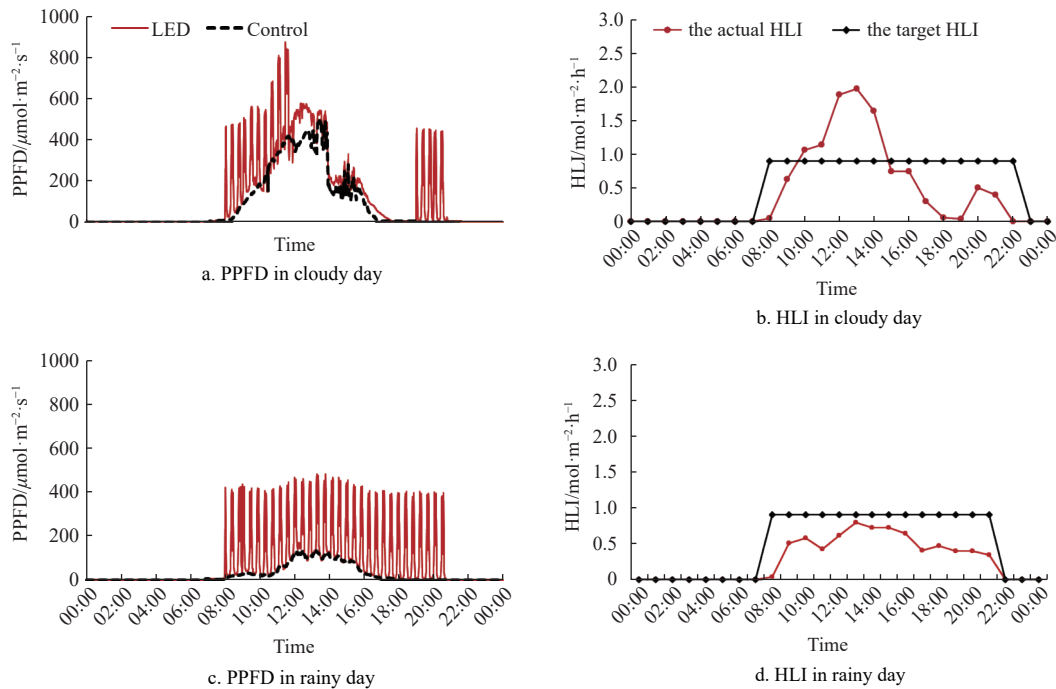 1000
800
600
400
200
0
PPFD/μmol·m⁻²·s⁻¹
LED Control
Time
a. PPFD in cloudy day
3.0
2.5
2.0
1.5
1.0
0.5
0
HLI/mol·m⁻²·h⁻¹
the actual HLI the target HLI
00:00 02:00 04:00 06:00 08:00 10:00 12:00 14:00 16:00 18:00 20:00 22:00 00:00
Time
b. HLI in cloudy day
1000
800
600
400
200
0
PPFD/μmol·m⁻²·s⁻¹
00:00 02:00 04:00 06:00 08:00 10:00 12:00 14:00 16:00 18:00 20:00 22:00 00:00
Time
c. PPFD in rainy day
3.0
2.5
2.0
1.5
1.0
0.5
0
HLI/mol·m⁻²·h⁻¹
00:00 02:00 04:00 06:00 08:00 10:00 12:00 14:00 16:00 18:00 20:00 22:00 00:00
Time
d. HLI in rainy day